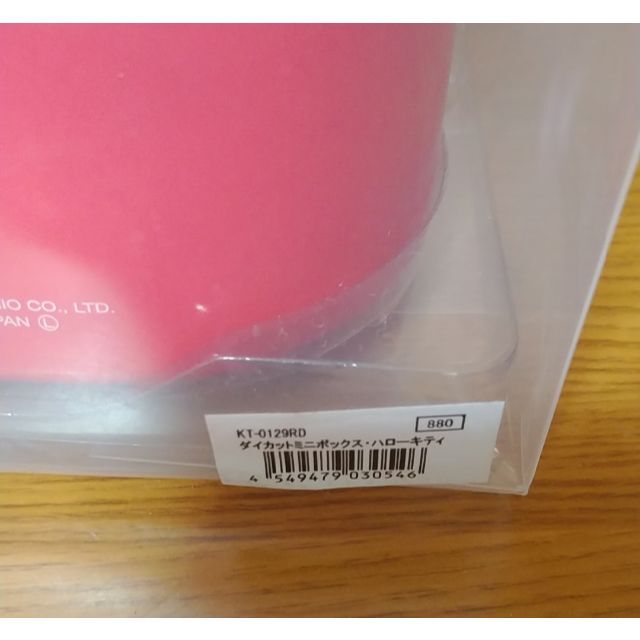 CO., LTD.
PAN Ⓛ
KT-0129RD
880
ダイカットミニボックス・ハローキティ
4 549479 030546